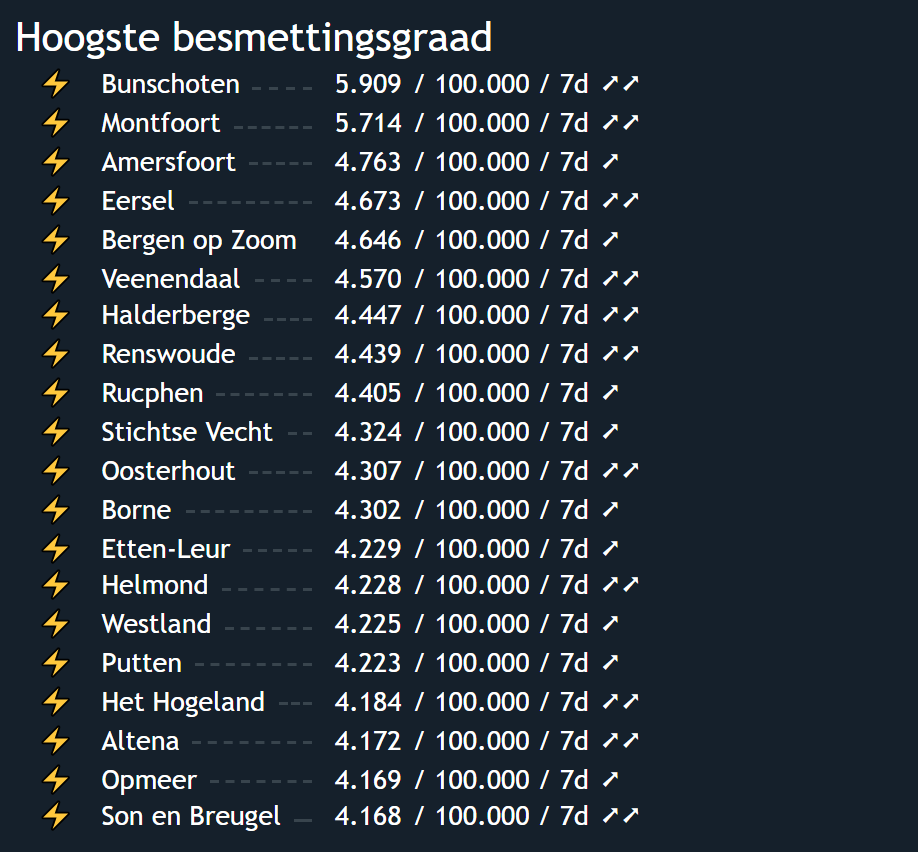 Hoogste besmettingsgraad
⚡ Bunschoten ---- 5.909 / 100.000 / 7d ➚➚
⚡ Montfoort ------ 5.714 / 100.000 / 7d ➚➚
⚡ Amersfoort ----- 4.763 / 100.000 / 7d ➚
⚡ Eersel --------- 4.673 / 100.000 / 7d ➚➚
⚡ Bergen op Zoom 4.646 / 100.000 / 7d ➚
⚡ Veenendaal ---- 4.570 / 100.000 / 7d ➚➚
⚡ Halderberge ---- 4.447 / 100.000 / 7d ➚➚
⚡ Renswoude ----- 4.439 / 100.000 / 7d ➚➚
⚡ Rucphen ------- 4.405 / 100.000 / 7d ➚
⚡ Stichtse Vecht -- 4.324 / 100.000 / 7d ➚
⚡ Oosterhout ----- 4.307 / 100.000 / 7d ➚➚
⚡ Borne --------- 4.302 / 100.000 / 7d ➚
⚡ Etten-Leur ----- 4.229 / 100.000 / 7d ➚
⚡ Helmond ------- 4.228 / 100.000 / 7d ➚➚
⚡ Westland ------ 4.225 / 100.000 / 7d ➚
⚡ Putten -------- 4.223 / 100.000 / 7d ➚
⚡ Het Hogeland --- 4.184 / 100.000 / 7d ➚➚
⚡ Altena --------- 4.172 / 100.000 / 7d ➚➚
⚡ Opmeer ------- 4.169 / 100.000 / 7d ➚
⚡ Son en Breugel - 4.168 / 100.000 / 7d ➚➚